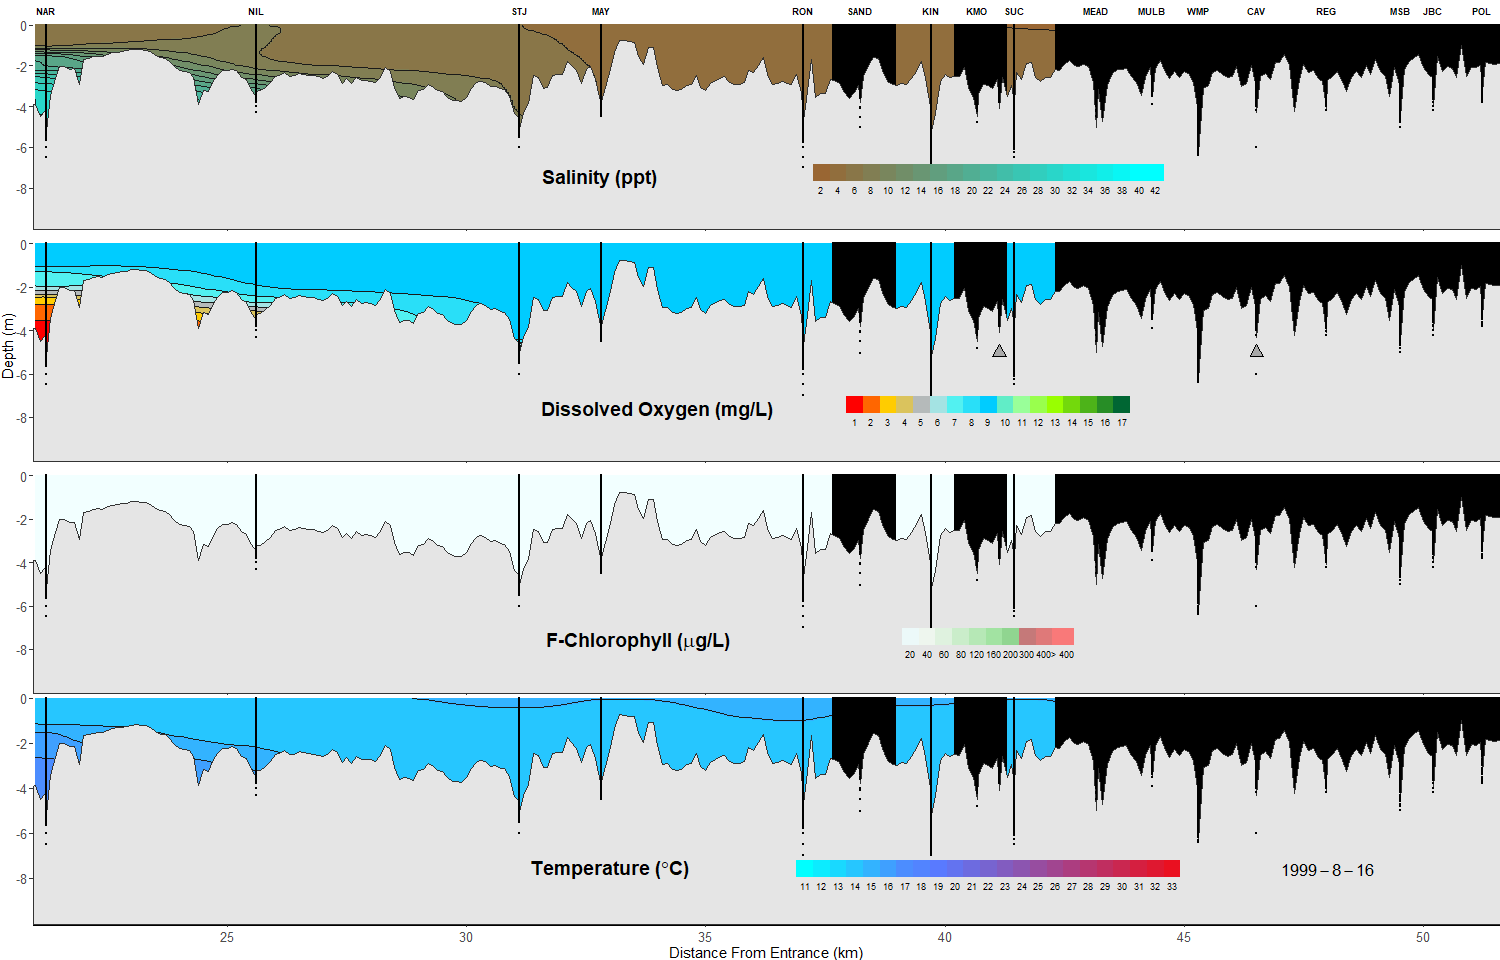 NAR NIL STJ MAY RON SAND KIN KMO SUC MEAD MULB WMP CAV REG MSB JBC POL
0
-2
-4
-6
-8
Salinity (ppt)
2 4 6 8 10 12 14 16 18 20 22 24 26 28 30 32 34 36 38 40 42
0
-2
-4
-6
-8
Depth (m)
Dissolved Oxygen (mg/L)
1 2 3 4 5 6 7 8 9 10 11 12 13 14 15 16 17
0
-2
-4
-6
-8
F-Chlorophyll (μg/L)
20 40 60 80 120 160 200 300 400 > 400
0
-2
-4
-6
-8
Temperature (°C)
11 12 13 14 15 16 17 18 19 20 21 22 23 24 25 26 27 28 29 30 31 32 33
1999 – 8 – 16
25 30 35 40 45 50
Distance From Entrance (km)